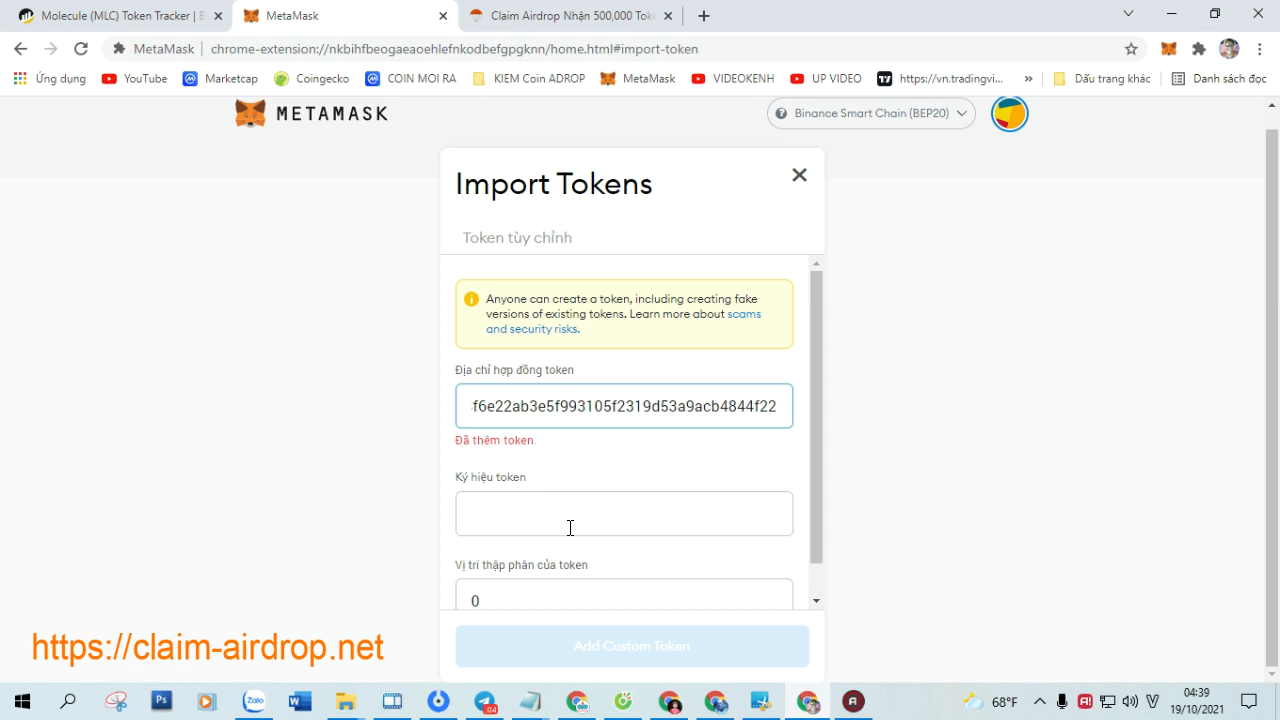 Molecule (MLC) Token Tracker | B
MetaMask
Claim Airdrop Nhận 500,000 Toke
MetaMask | chrome-extension://nkbihfbeogaeaoehlefnkodbefgpgknn/home.html#import-token
Ứng dụng YouTube Marketcap Coingecko COIN MOI RA KIEM Coin ADROP MetaMask VIDEOKENH UP VIDEO https://vn.tradingvi... » Dấu trang khác Danh sách đọc
METAMASK
Binance Smart Chain (BEP20)
Import Tokens
Token tùy chỉnh
Anyone can create a token, including creating fake
versions of existing tokens. Learn more about scams
and security risks.
Địa chỉ hợp đồng token
f6e22ab3e5f993105f2319d53a9acb4844f22
Đã thêm token.
Ký hiệu token
Vị trí thập phân của token
0
Add Custom Token
https://claim-airdrop.net
Ps
Zalo
W
04
A
68°F
A!
V
04:39
19/10/2021